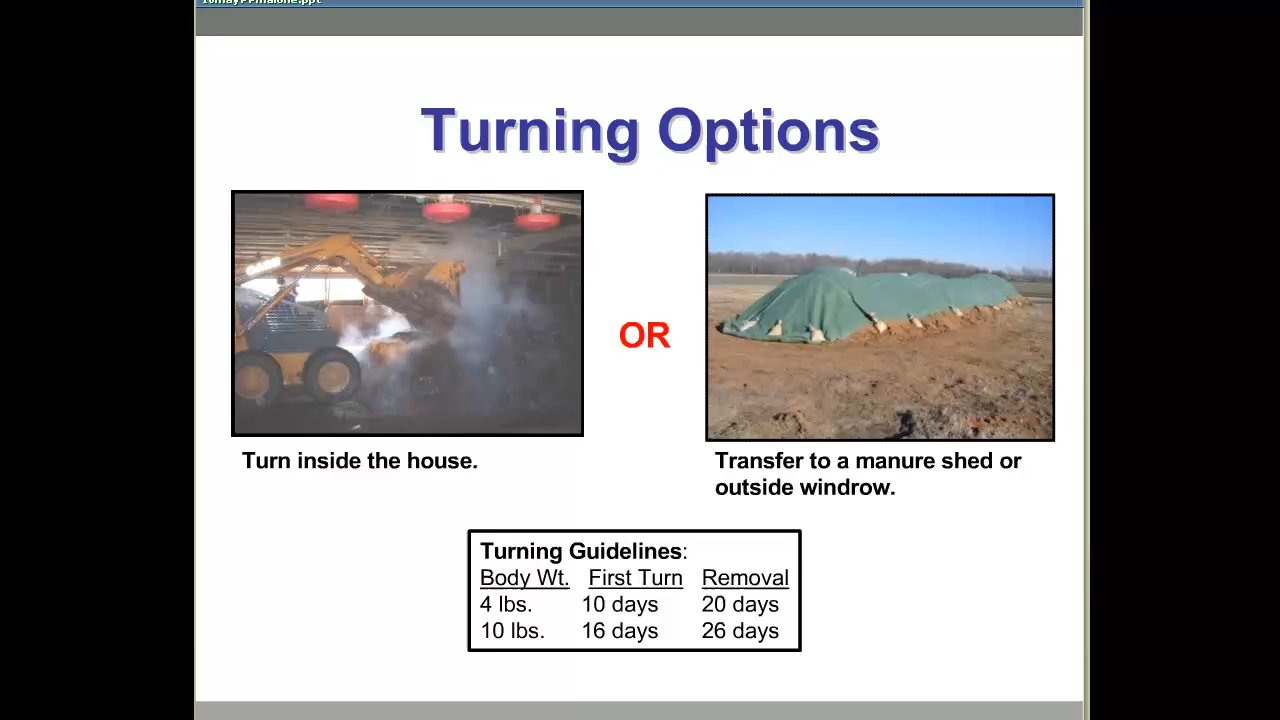 Turning Options
OR
Turn inside the house.
Transfer to a manure shed or
outside windrow.
Turning Guidelines:
Body Wt. First Turn Removal
4 lbs. 10 days 20 days
10 lbs. 16 days 26 days